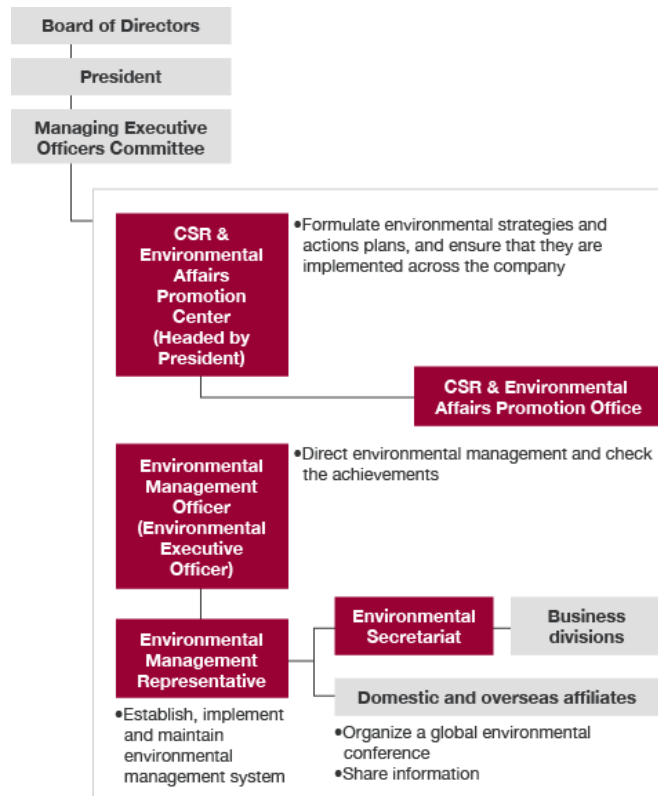 Board of Directors
President
Managing Executive
Officers Committee
CSR &
Environmental
Affairs
Promotion
Center
(Headed by
President)
•Formulate environmental strategies and
actions plans, and ensure that they are
implemented across the company
CSR & Environmental
Affairs Promotion Office
Environmental
Management
Officer
(Environmental
Executive
Officer)
•Direct environmental management and check
the achievements
Environmental
Management
Representative
•Establish, implement
and maintain
environmental
management system
Environmental
Secretariat
Business
divisions
Domestic and overseas affiliates
•Organize a global environmental
conference
•Share information